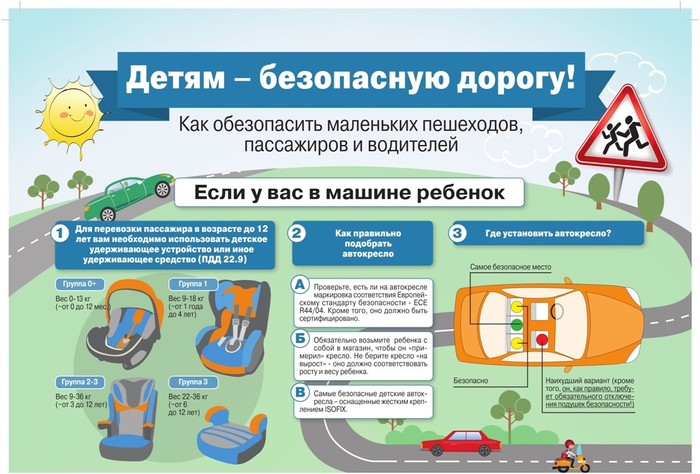 Детям – безопасную дорогу!
Как обезопасить маленьких пешеходов,
пассажиров и водителей
Если у вас в машине ребенок
1
Для перевозки пассажира в возрасте до 12
лет вам необходимо использовать детское
удерживающее устройство или иное
удерживающее средство (ПДД 22.9)
Группа 0+
Вес 0-13 кг
(~от 0 до 12 мес.)
Группа 1
Вес 9-18 кг
(~от 1 года
до 4 лет)
Группа 2-3
Вес 9-36 кг
(~от 3 до 12 лет)
Группа 3
Вес 22-36 кг
(~от 6
до 12 лет)
2
Как правильно
подобрать
автокресло
А
Проверьте, есть ли на автокресле
маркировка соответствия Европей-
скому стандарту безопасности - ECE
R44/04. Кроме того, оно должно быть
сертифицировано.
Б
Обязательно возьмите ребенка с
собой в магазин, чтобы он «при-
мерил» кресло. Не берите кресло «на
вырост» - оно должно соответствовать
росту и весу ребенка.
В
Самые безопасные детские авток-
ресла – оснащенные жестким креп-
лением ISOFIX.
3
Где установить автокресло?
Самое безопасное место
Безопасно
Наихудший вариант (кроме
того, он, как правило, требу-
ет обязательного отключе-
ния подушек безопасности!)